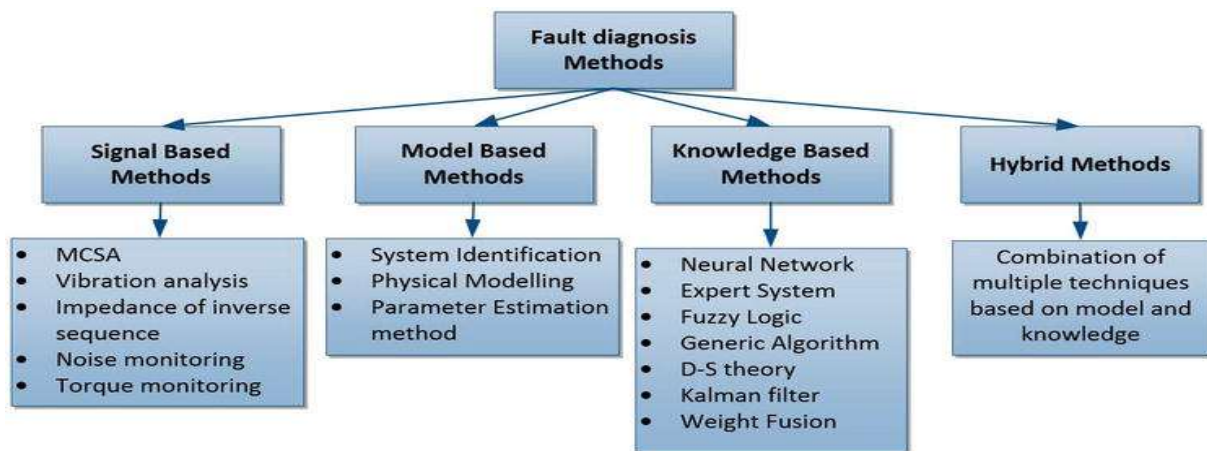 Fault diagnosis
Methods
Signal Based
Methods
Model Based
Methods
Knowledge Based
Methods
Hybrid Methods
• MCSA
• Vibration analysis
• Impedance of inverse
sequence
• Noise monitoring
• Torque monitoring
• System Identification
• Physical Modelling
• Parameter Estimation
method
• Neural Network
• Expert System
• Fuzzy Logic
• Generic Algorithm
• D-S theory
• Kalman filter
• Weight Fusion
Combination of
multiple techniques
based on model and
knowledge